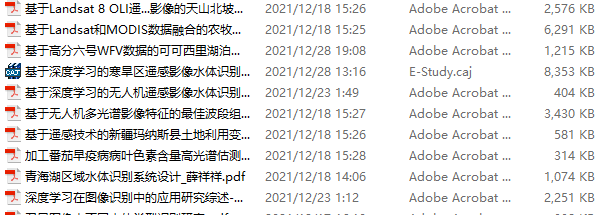 基于Landsat 8 OLI遥...影像的天山北坡... 2021/12/18 15:26 Adobe Acrobat ... 2,576 KB
基于Landsat和MODIS数据融合的农牧... 2021/12/18 15:25 Adobe Acrobat ... 6,291 KB
基于高分六号WFV数据的可可西里湖泊... 2021/12/28 19:08 Adobe Acrobat ... 1,215 KB
基于深度学习的寒旱区遥感影像水体识别... 2021/12/28 13:16 E-Study.caj 8,353 KB
基于深度学习的无人机遥感影像水体识别... 2021/12/23 1:49 Adobe Acrobat ... 404 KB
基于无人机多光谱影像特征的最佳波段组... 2021/12/18 15:27 Adobe Acrobat ... 3,430 KB
基于遥感技术的新疆玛纳斯县土地利用变... 2021/12/18 15:26 Adobe Acrobat ... 581 KB
加工番茄早疫病病叶色素含量高光谱估测... 2021/12/18 15:28 Adobe Acrobat ... 314 KB
青海湖区域水体识别系统设计_薛祥祥.pdf 2021/12/18 14:06 Adobe Acrobat ... 1,074 KB
深度学习在图像识别中的应用研究综述-... 2021/12/23 1:12 Adobe Acrobat ... 2,251 KB